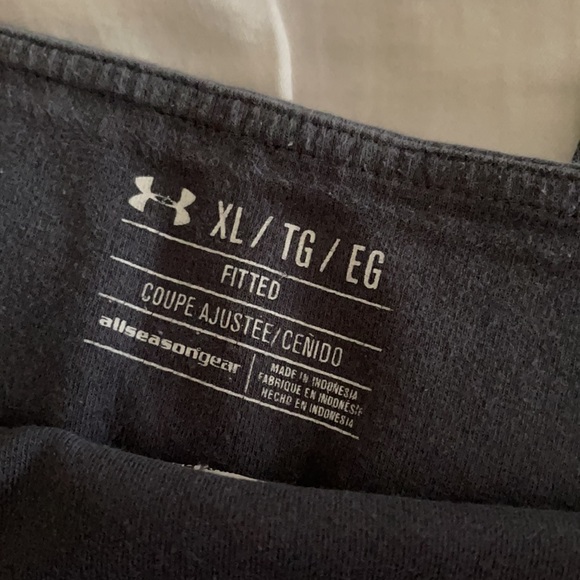 XL / TG / EG
FITTED
COUPE AJUSTEE/CENIDO
allseasongear
MADE IN INDONESIA
FABRIQUE EN INDONESIE
HECHO EN INDONESIA